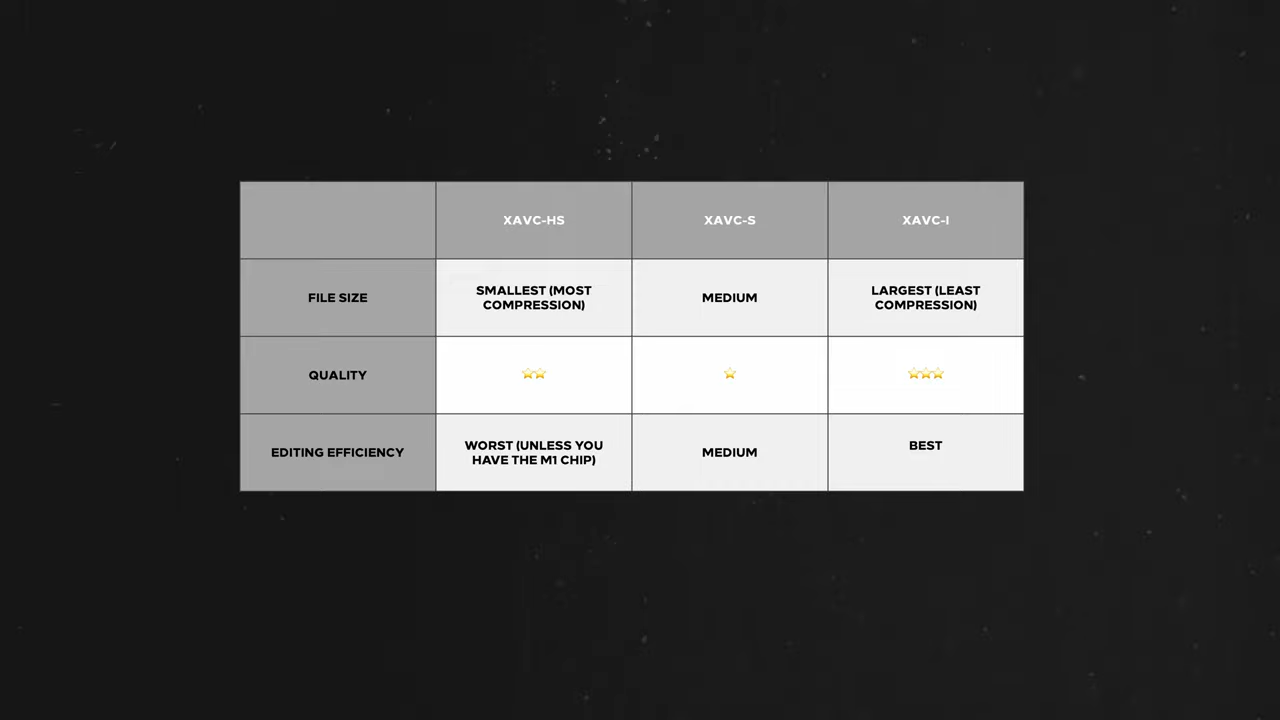 XAVC-HS XAVC-S XAVC-I
FILE SIZE
SMALLEST (MOST
COMPRESSION)
MEDIUM
LARGEST (LEAST
COMPRESSION)
QUALITY ⭐⭐ ⭐ ⭐⭐⭐
EDITING EFFICIENCY
WORST (UNLESS YOU
HAVE THE M1 CHIP)
MEDIUM
BEST